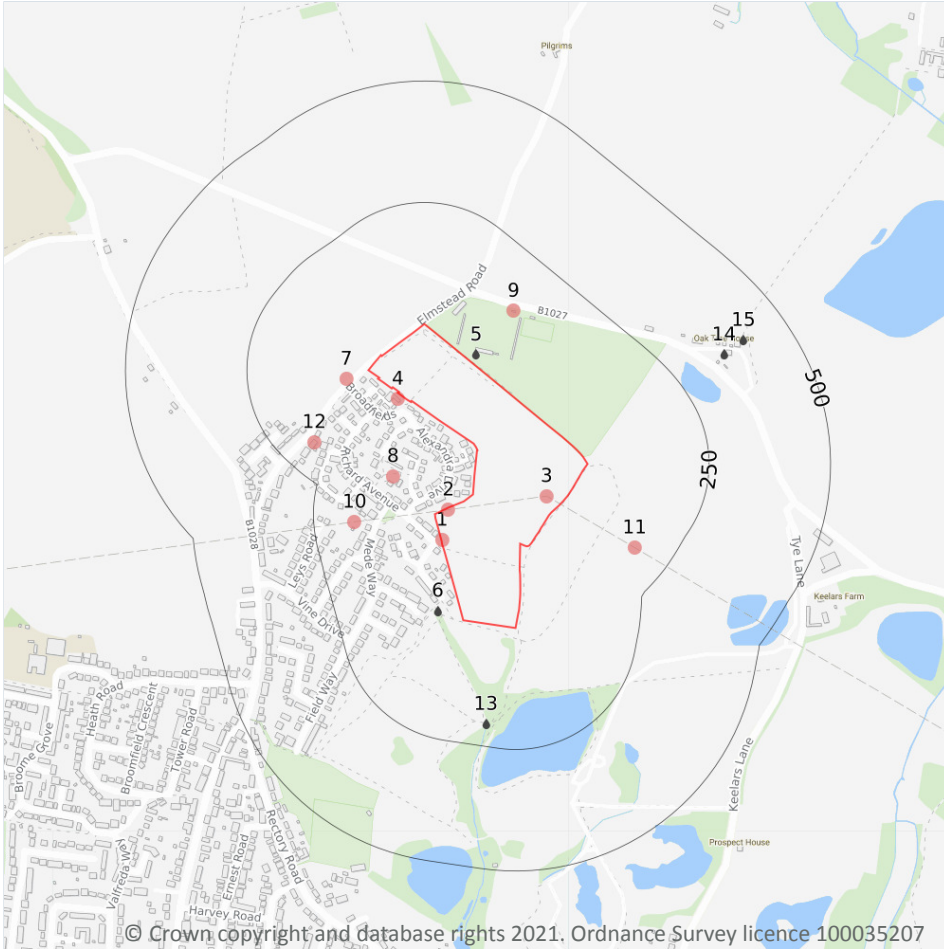 Pilgrims
Elmstead Road
9
B1027
5
15
Oak Tree House
14
500
7
4
Broadfields
12
Alexandra Drive
8
Orchard Avenue
3
250
2
10
1
11
B1028
Leys Road
Mede Way
Tye Lane
6
Keelars Farm
Vine Drive
Field Way
13
Heath Road
Broomfield Crescent
Tower Road
Broome Grove
Keelars Lane
Prospect House
Rectory Road
Ernest Road
Valfreda Way
Harvey Road
© Crown copyright and database rights 2021. Ordnance Survey licence 100035207